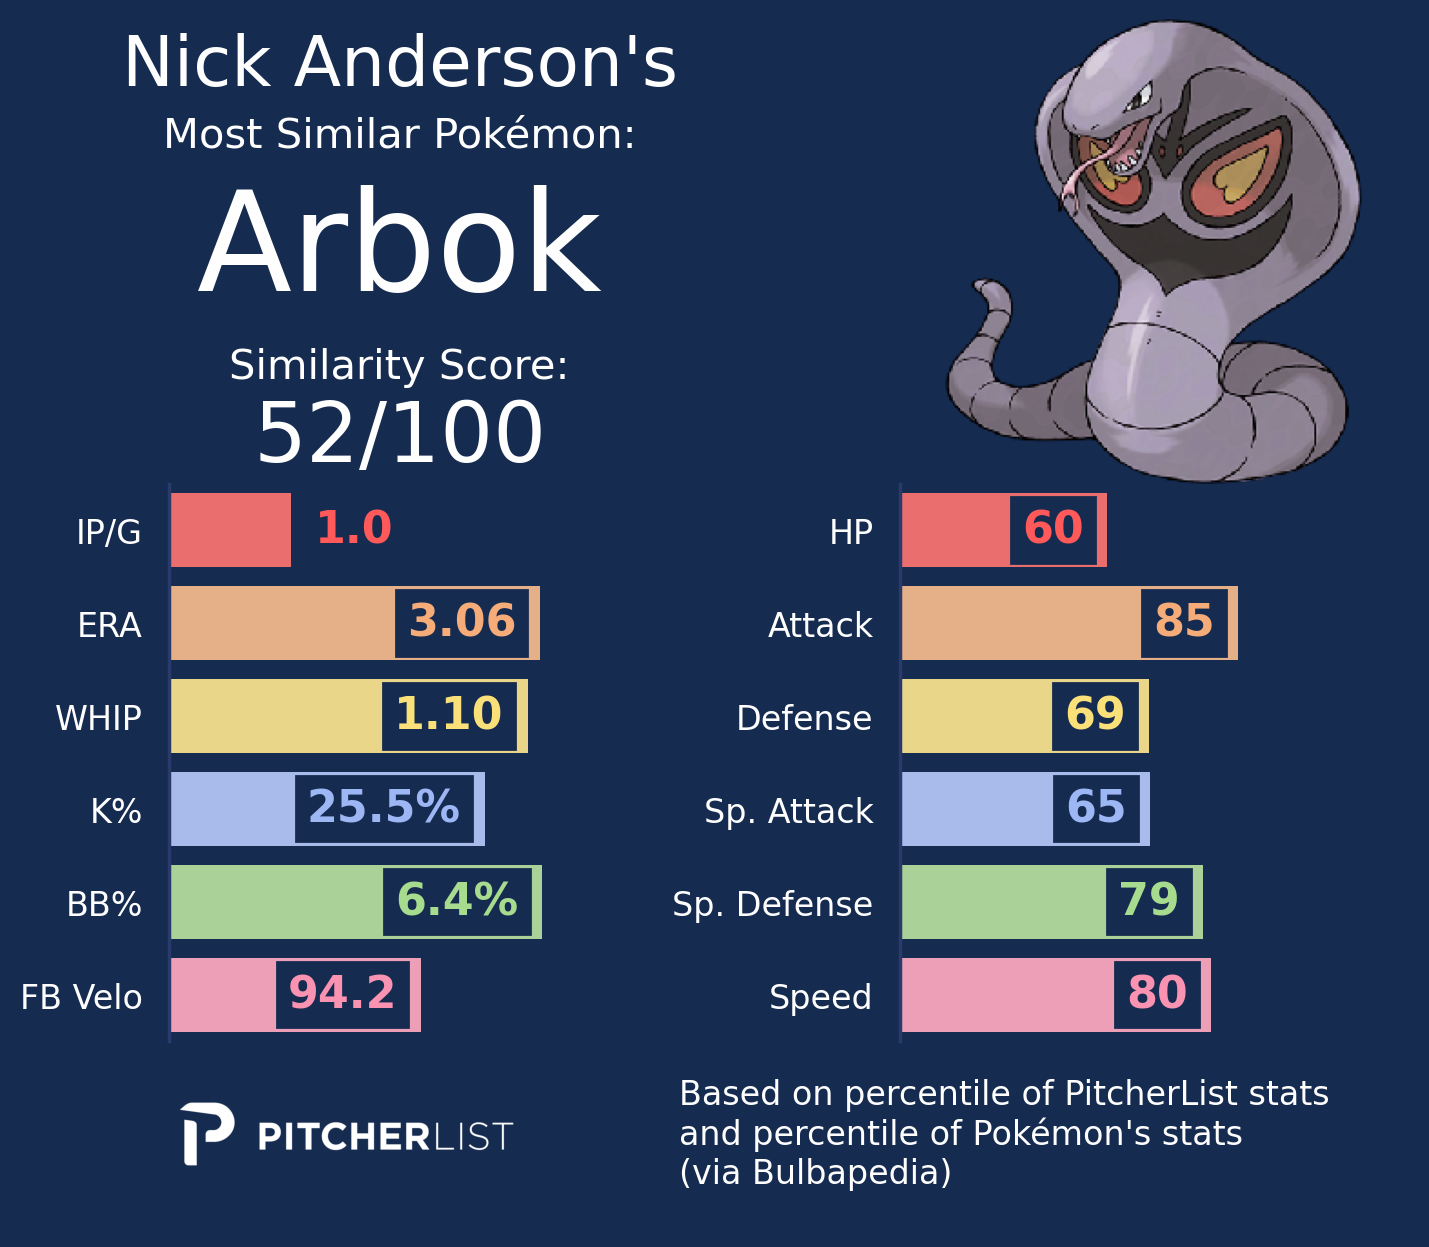 Nick Anderson's
Most Similar Pokémon:
Arbok
Similarity Score:
52/100
IP/G 1.0
ERA 3.06
WHIP 1.10
K% 25.5%
BB% 6.4%
FB Velo 94.2
HP 60
Attack 85
Defense 69
Sp. Attack 65
Sp. Defense 79
Speed 80
PITCHERLIST
Based on percentile of PitcherList stats
and percentile of Pokémon's stats
(via Bulbapedia)